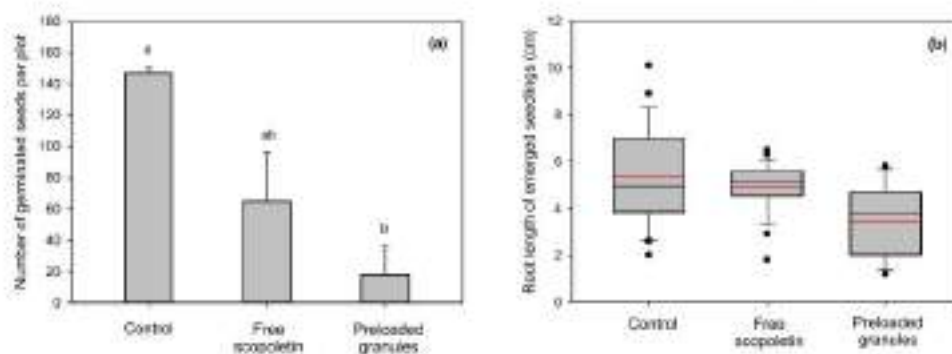 (a)
Number of germinated seeds per plot
180
160
140
120
100
80
60
40
20
0
a
ab
b
Control
Free scopoletin
Preloaded granules
(b)
Root length of emerged seedlings (cm)
12
10
8
6
4
2
0
Control
Free scopoletin
Preloaded granules